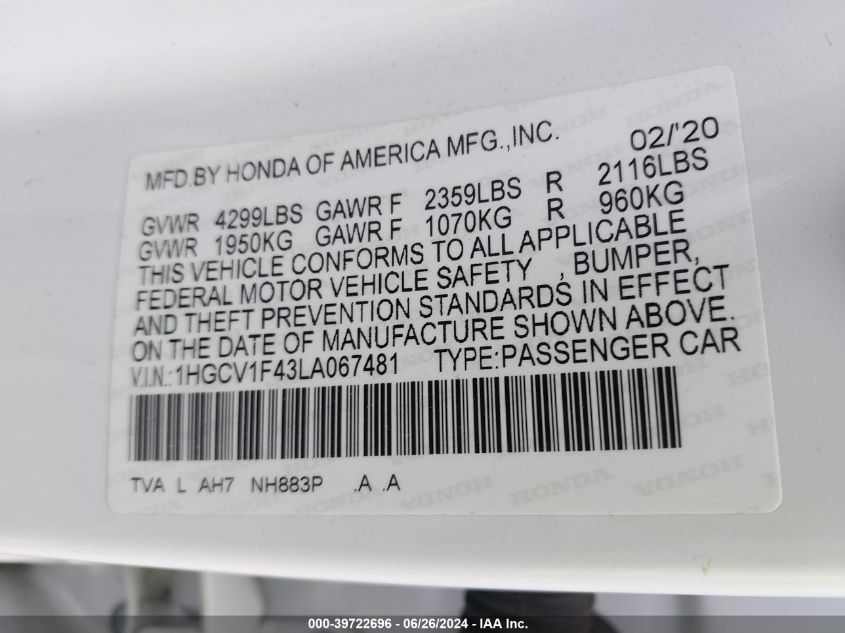 MFD.BY HONDA OF AMERICA MFG.,INC. 02/'20
GVWR 4299LBS GAWR F 2359LBS R 2116LBS
GVWR 1950KG GAWR F 1070KG R 960KG
THIS VEHICLE CONFORMS TO ALL APPLICABLE
FEDERAL MOTOR VEHICLE SAFETY , BUMPER,
AND THEFT PREVENTION STANDARDS IN EFFECT
ON THE DATE OF MANUFACTURE SHOWN ABOVE.
V.I.N.:1HGCV1F43LA067481 TYPE:PASSENGER CAR
TVA L AH7 NH883P .A .A
000-39722696 - 06/26/2024 - IAA Inc.